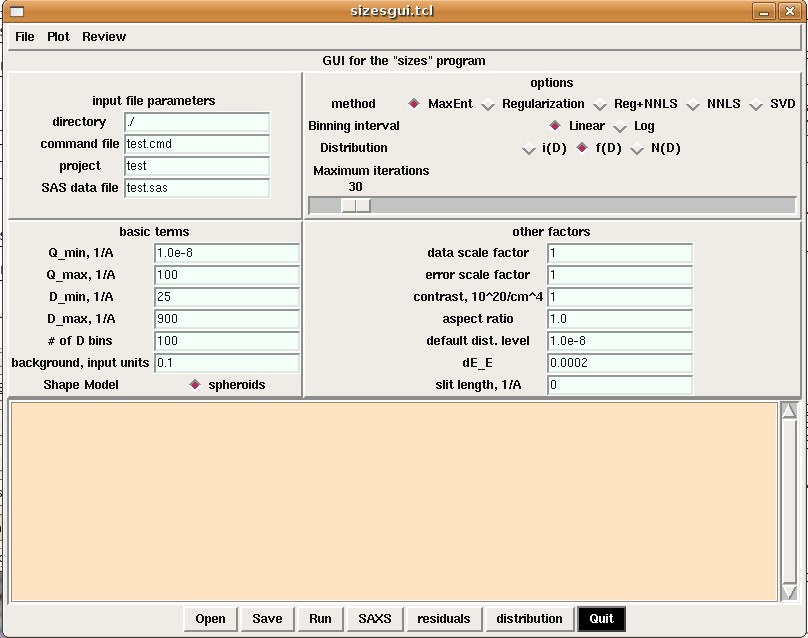 sizesgui.tcl
File Plot Review
GUI for the "sizes" program
input file parameters
directory ./
command file test.cmd
project test
SAS data file test.sas
options
method MaxEnt Regularization Reg+NNLS NNLS SVD
Binning interval Linear Log
Distribution i(D) f(D) N(D)
Maximum iterations
30
basic terms
Q_min, 1/A 1.0e-8
Q_max, 1/A 100
D_min, 1/A 25
D_max, 1/A 900
# of D bins 100
background, input units 0.1
Shape Model spheroids
other factors
data scale factor 1
error scale factor 1
contrast, 10^20/cm^4 1
aspect ratio 1.0
default dist. level 1.0e-8
dE_E 0.0002
slit length, 1/A 0
Open Save Run SAXS residuals distribution Quit